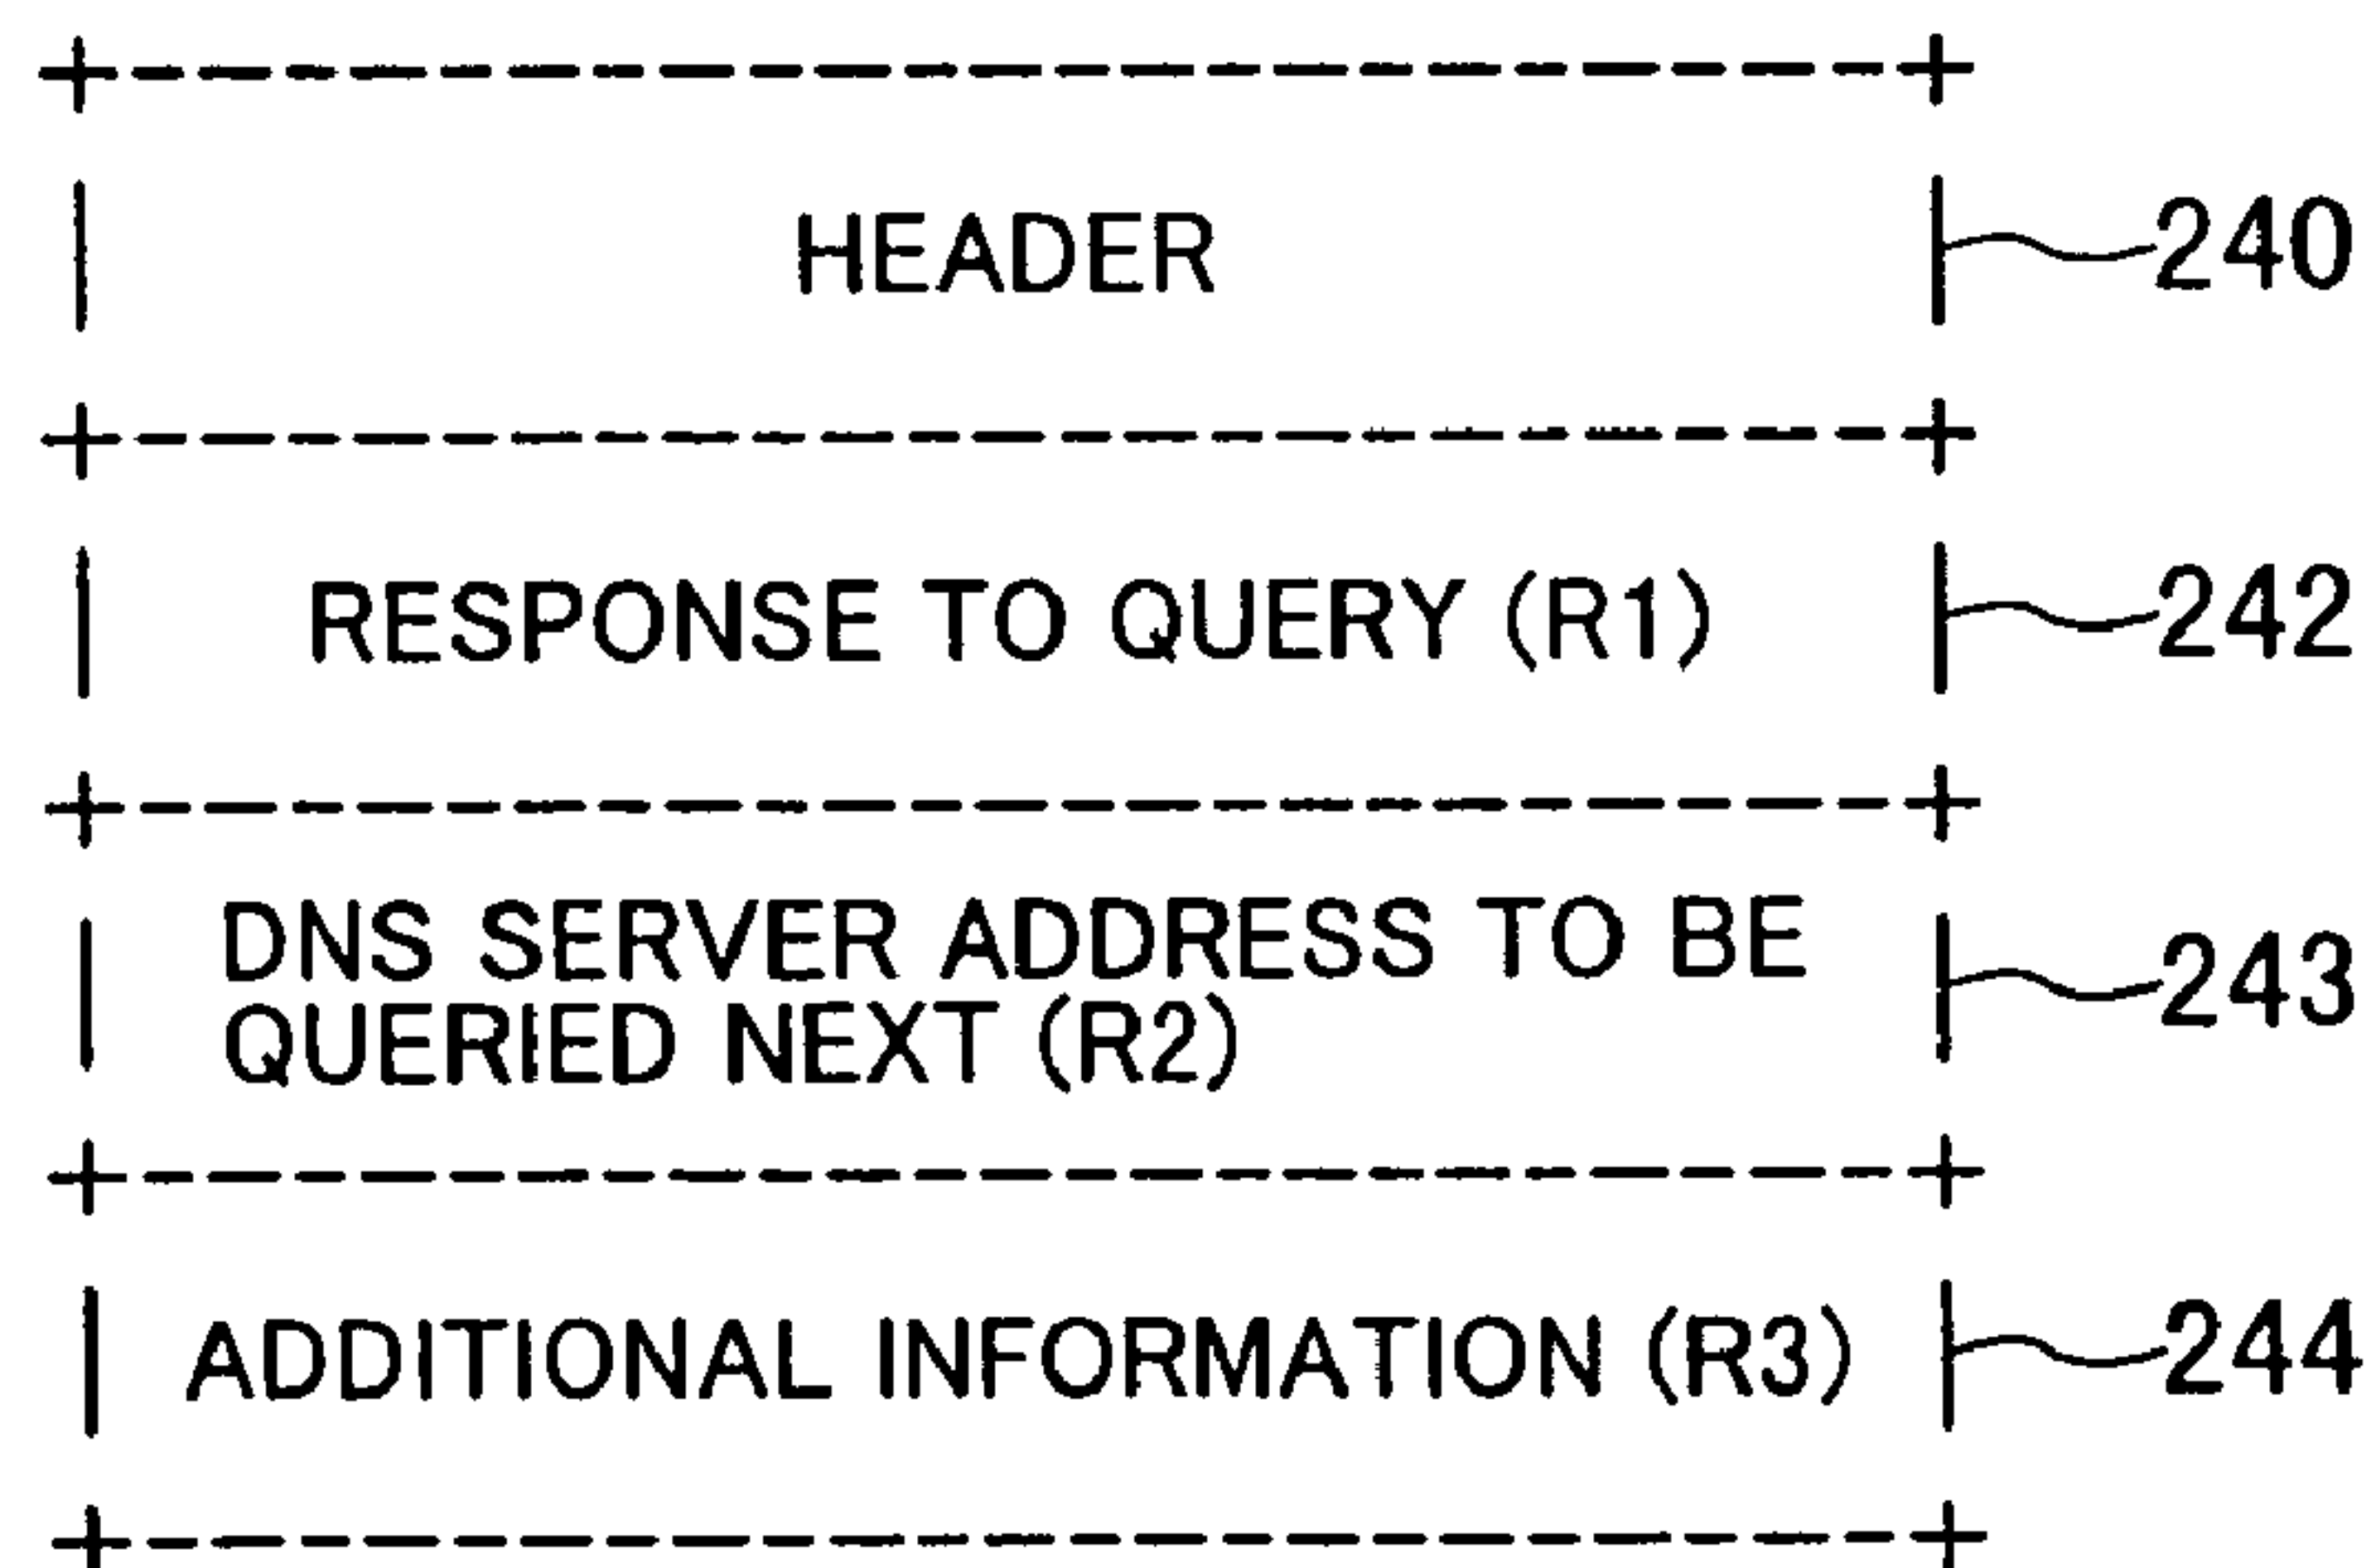 HEADER 240
RESPONSE TO QUERY (R1) 242
DNS SERVER ADDRESS TO BE
QUERIED NEXT (R2) 243
ADDITIONAL INFORMATION (R3) 244